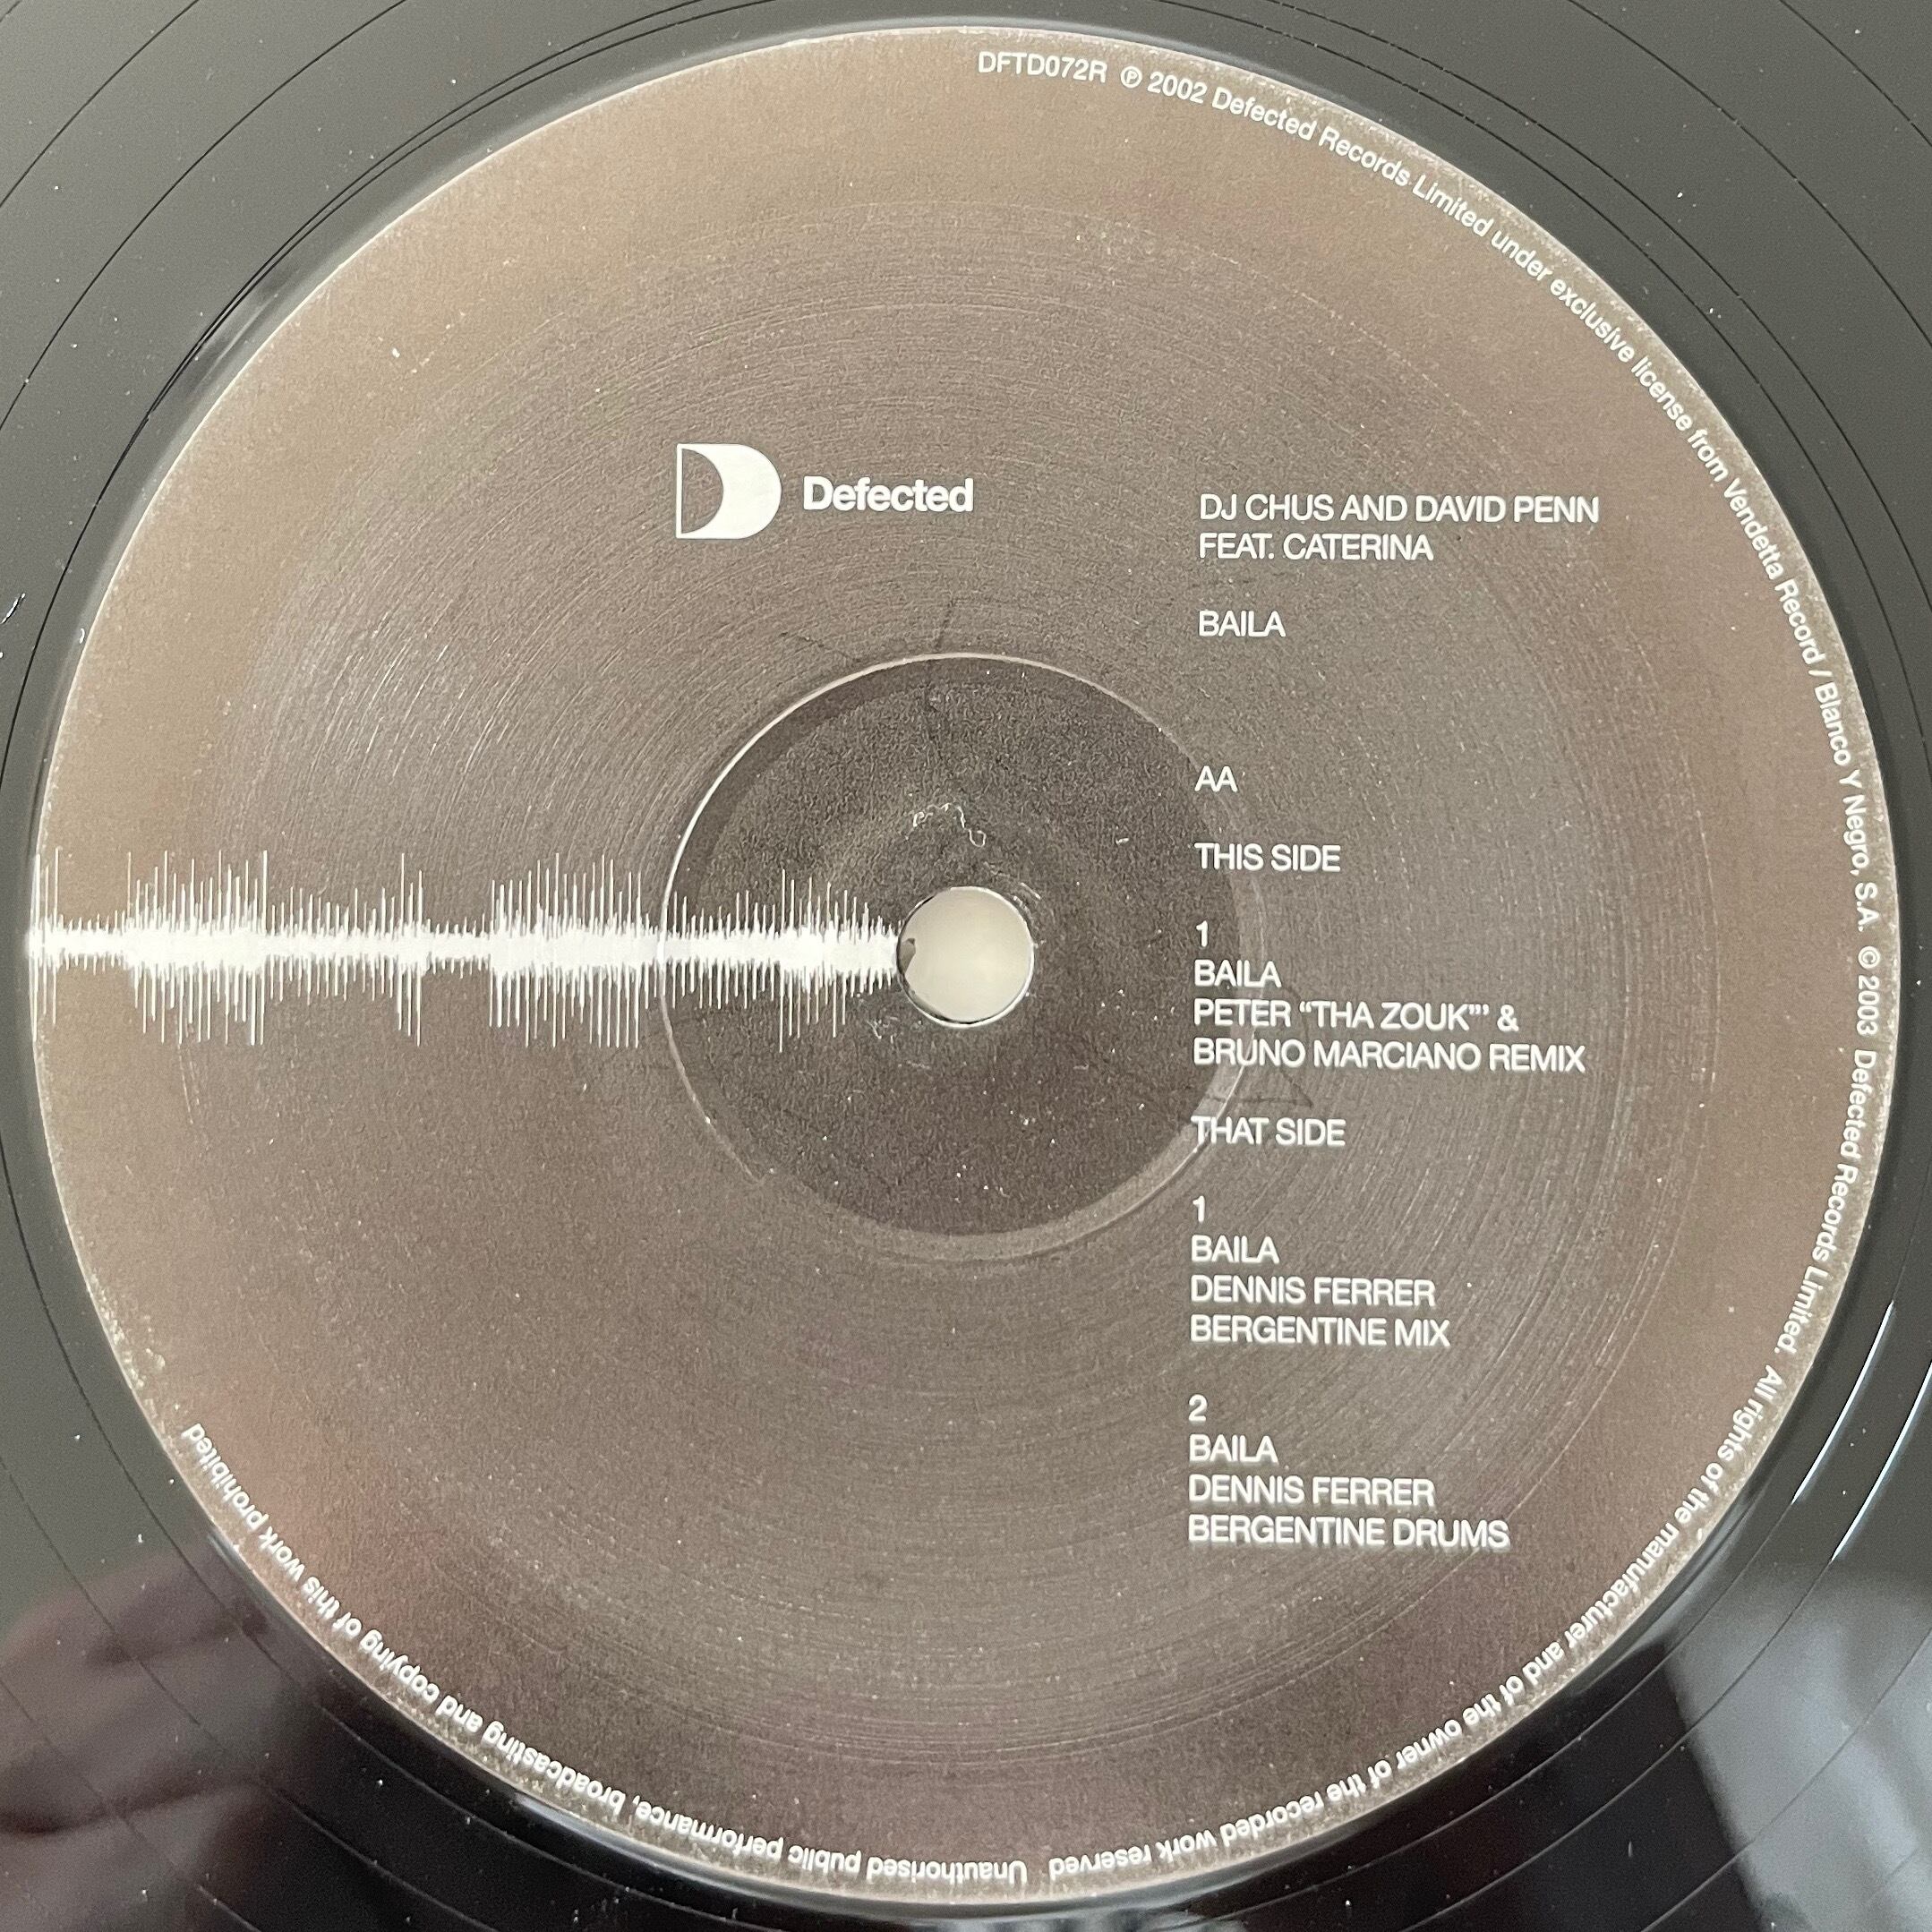 DFTD072R ℗ 2002 Defected Records Limited under exclusive license from Vendetta Record / Blanco Y Negro, S.A. © 2003 Defected Records Limited. All rights of the manufacturer and of the owner of the recorded work reserved Unauthorised public performance, broadcasting and copying of this work prohibited
Defected
DJ CHUS AND DAVID PENN
FEAT. CATERINA
BAILA
AA
THIS SIDE
1
BAILA
PETER “THA ZOUK”’ &
BRUNO MARCIANO REMIX
THAT SIDE
1
BAILA
DENNIS FERRER
BERGENTINE MIX
2
BAILA
DENNIS FERRER
BERGENTINE DRUMS